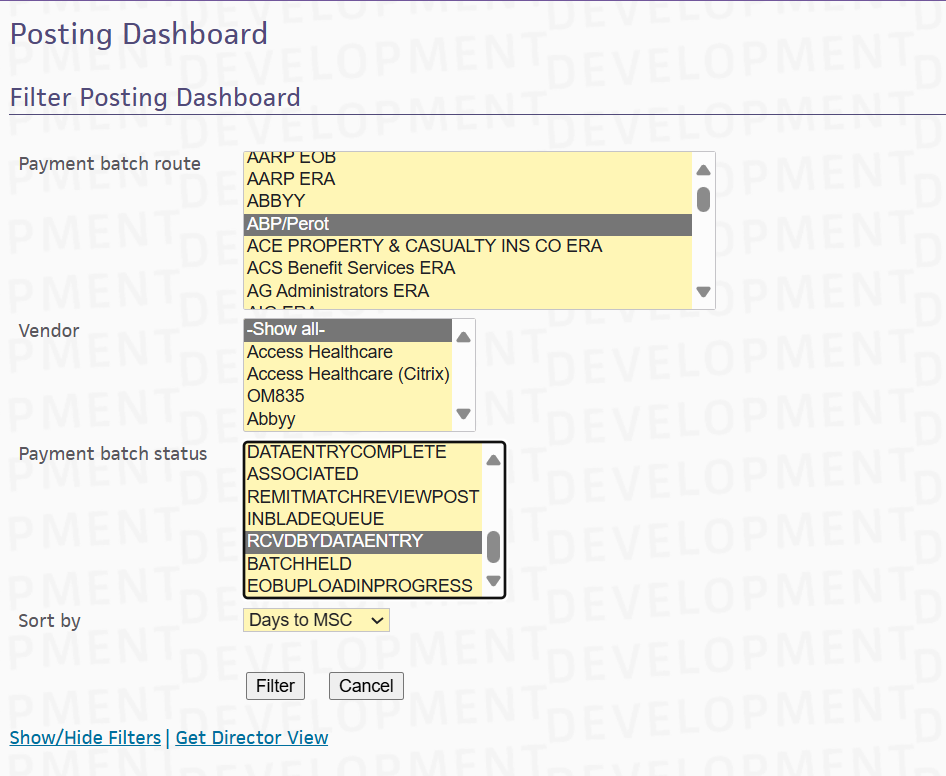 Posting Dashboard
Filter Posting Dashboard
Payment batch route
AARP EOB
AARP ERA
ABBYY
ABP/Perot
ACE PROPERTY & CASUALTY INS CO ERA
ACS Benefit Services ERA
AG Administrators ERA
AIG ERA
Vendor
-Show all-
Access Healthcare
Access Healthcare (Citrix)
OM835
Abbyy
Payment batch status
DATAENTRYCOMPLETE
ASSOCIATED
REMITMATCHREVIEWPOST
INBLADEQUEUE
RCVDBYDATAENTRY
BATCHHELD
EOBUPLOADINPROGRESS
Sort by
Days to MSC
Filter Cancel
Show/Hide Filters | Get Director View
DEVELOPMENT